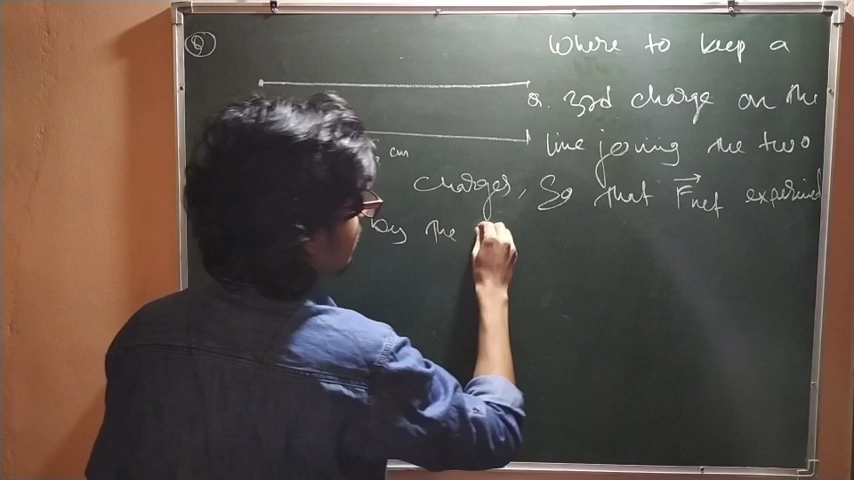 Q
Where to keep a
3rd charge on the
line joining the two
cm
charges, So that Fnet experienced
by the